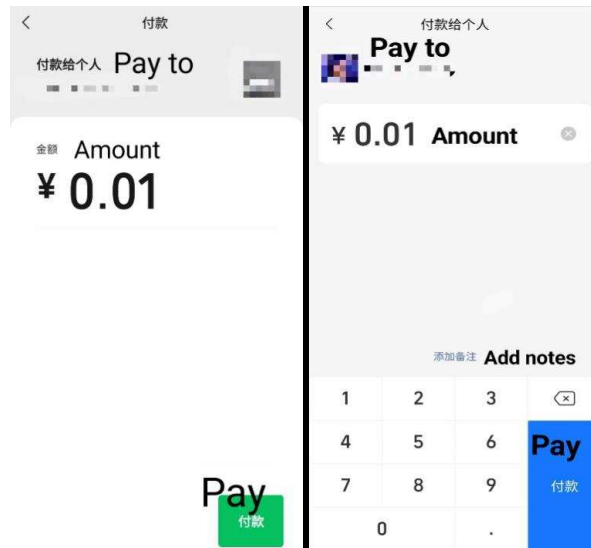 付款
付款给个人 Pay to
金额 Amount
¥ 0.01
Pay
付款
付款给个人
Pay to
¥ 0.01 Amount
添加备注 Add notes
1 2 3
4 5 6
Pay
7 8 9 付款
0 .